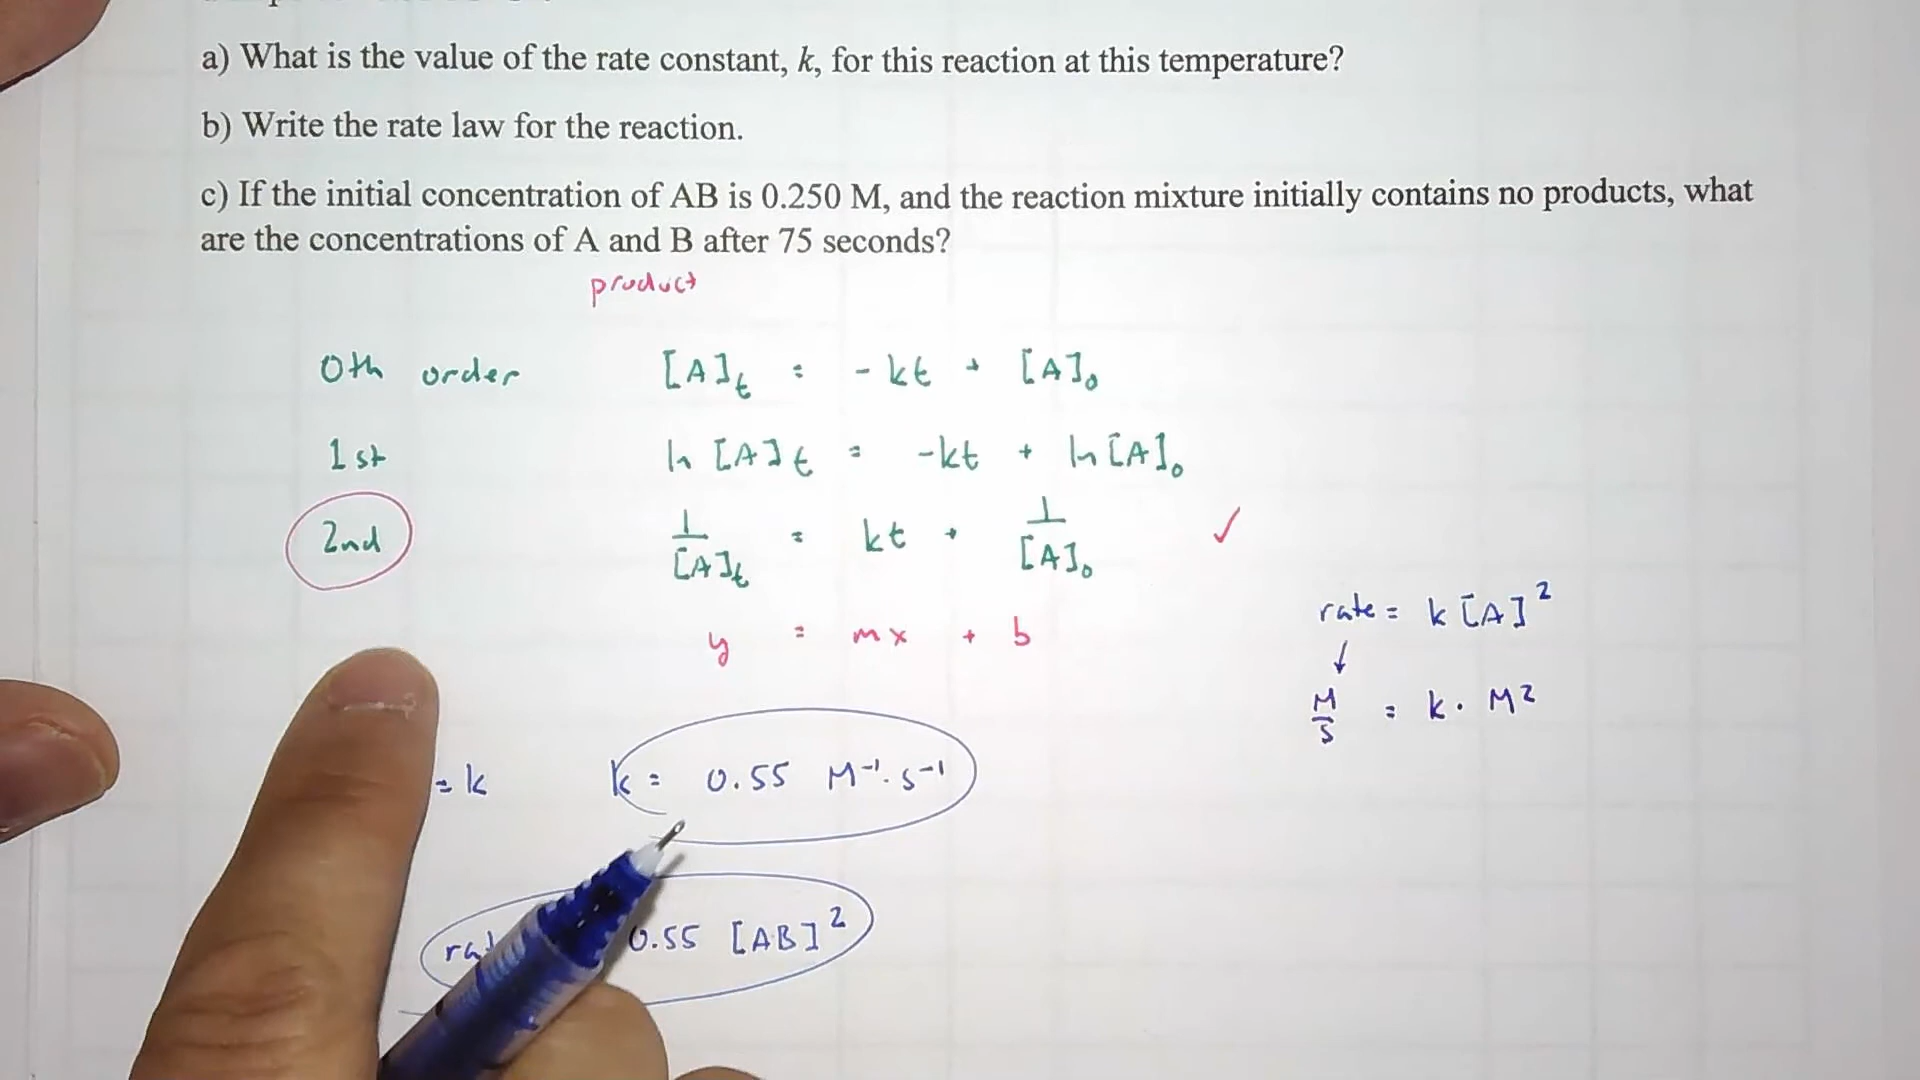 a) What is the value of the rate constant, k, for this reaction at this temperature?
b) Write the rate law for the reaction.
c) If the initial concentration of AB is 0.250 M, and the reaction mixture initially contains no products, what
are the concentrations of A and B after 75 seconds?
product
0th order [A]t = -kt + [A]0
1st ln [A]t = -kt + ln [A]0
2nd 1/[A]t = kt + 1/[A]0 ✓
y = mx + b
rate = k [A]²
↓
M/s = k · M²
= k k = 0.55 M⁻¹·s⁻¹
0.55 [AB]²